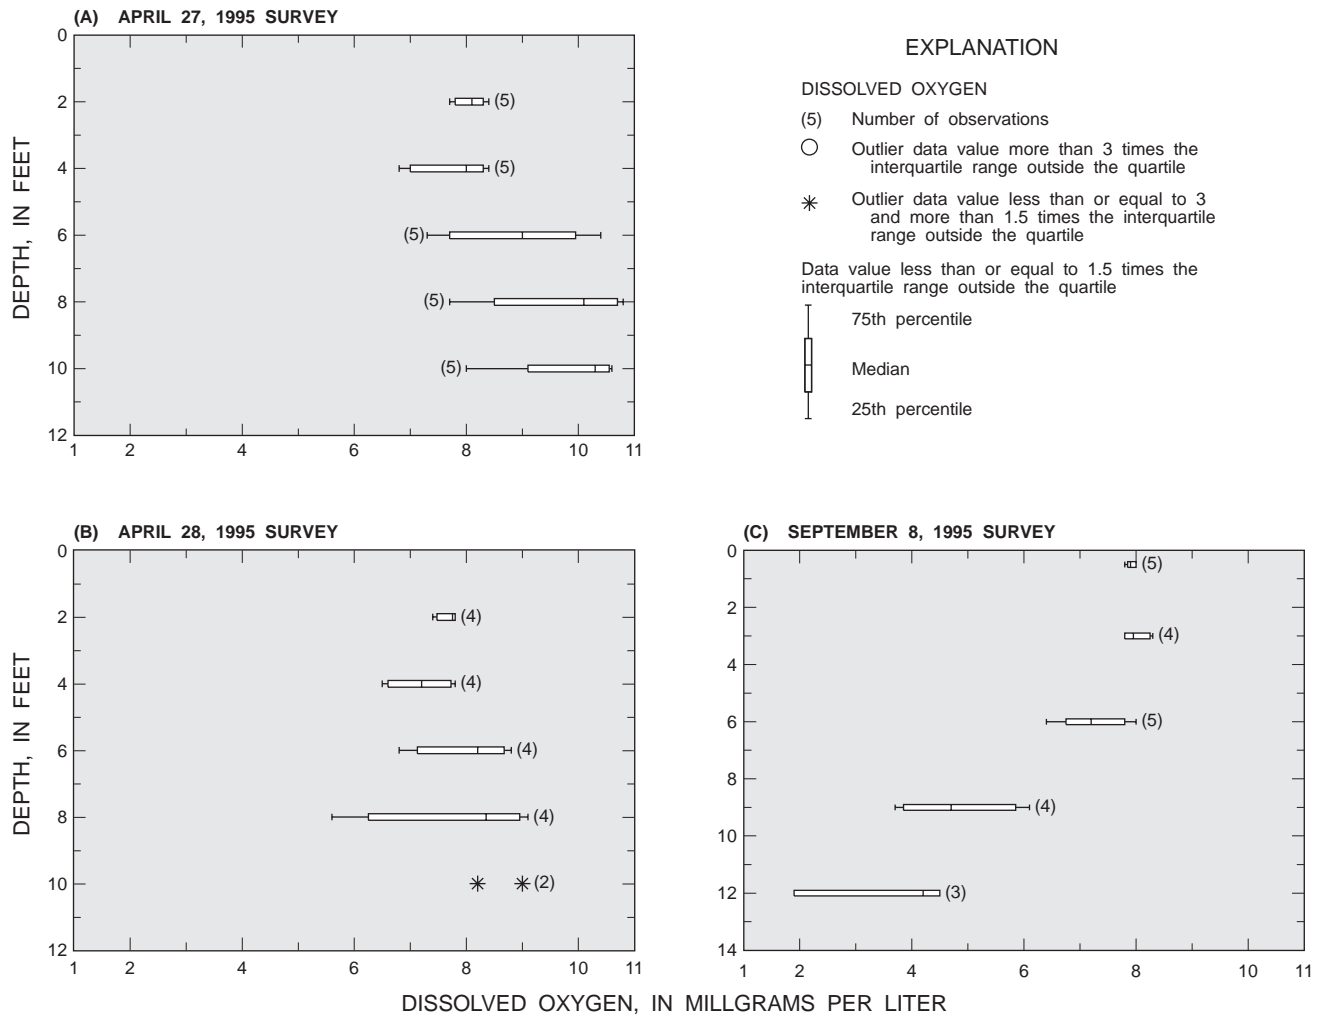 (A) APRIL 27, 1995 SURVEY
0
2
4
6
8
10
12
(5)
(5)
(5)
(5)
(5)
1 2 4 6 8 10 11
DEPTH, IN FEET
EXPLANATION
DISSOLVED OXYGEN
(5) Number of observations
Outlier data value more than 3 times the
interquartile range outside the quartile
Outlier data value less than or equal to 3
and more than 1.5 times the interquartile
range outside the quartile
Data value less than or equal to 1.5 times the
interquartile range outside the quartile
75th percentile
Median
25th percentile
(B) APRIL 28, 1995 SURVEY
0
2
4
6
8
10
12
(4)
(4)
(4)
(4)
(2)
1 2 4 6 8 10 11
DEPTH, IN FEET
(C) SEPTEMBER 8, 1995 SURVEY
0
2
4
6
8
10
12
14
(5)
(4)
(5)
(4)
(3)
1 2 4 6 8 10 11
DISSOLVED OXYGEN, IN MILLGRAMS PER LITER